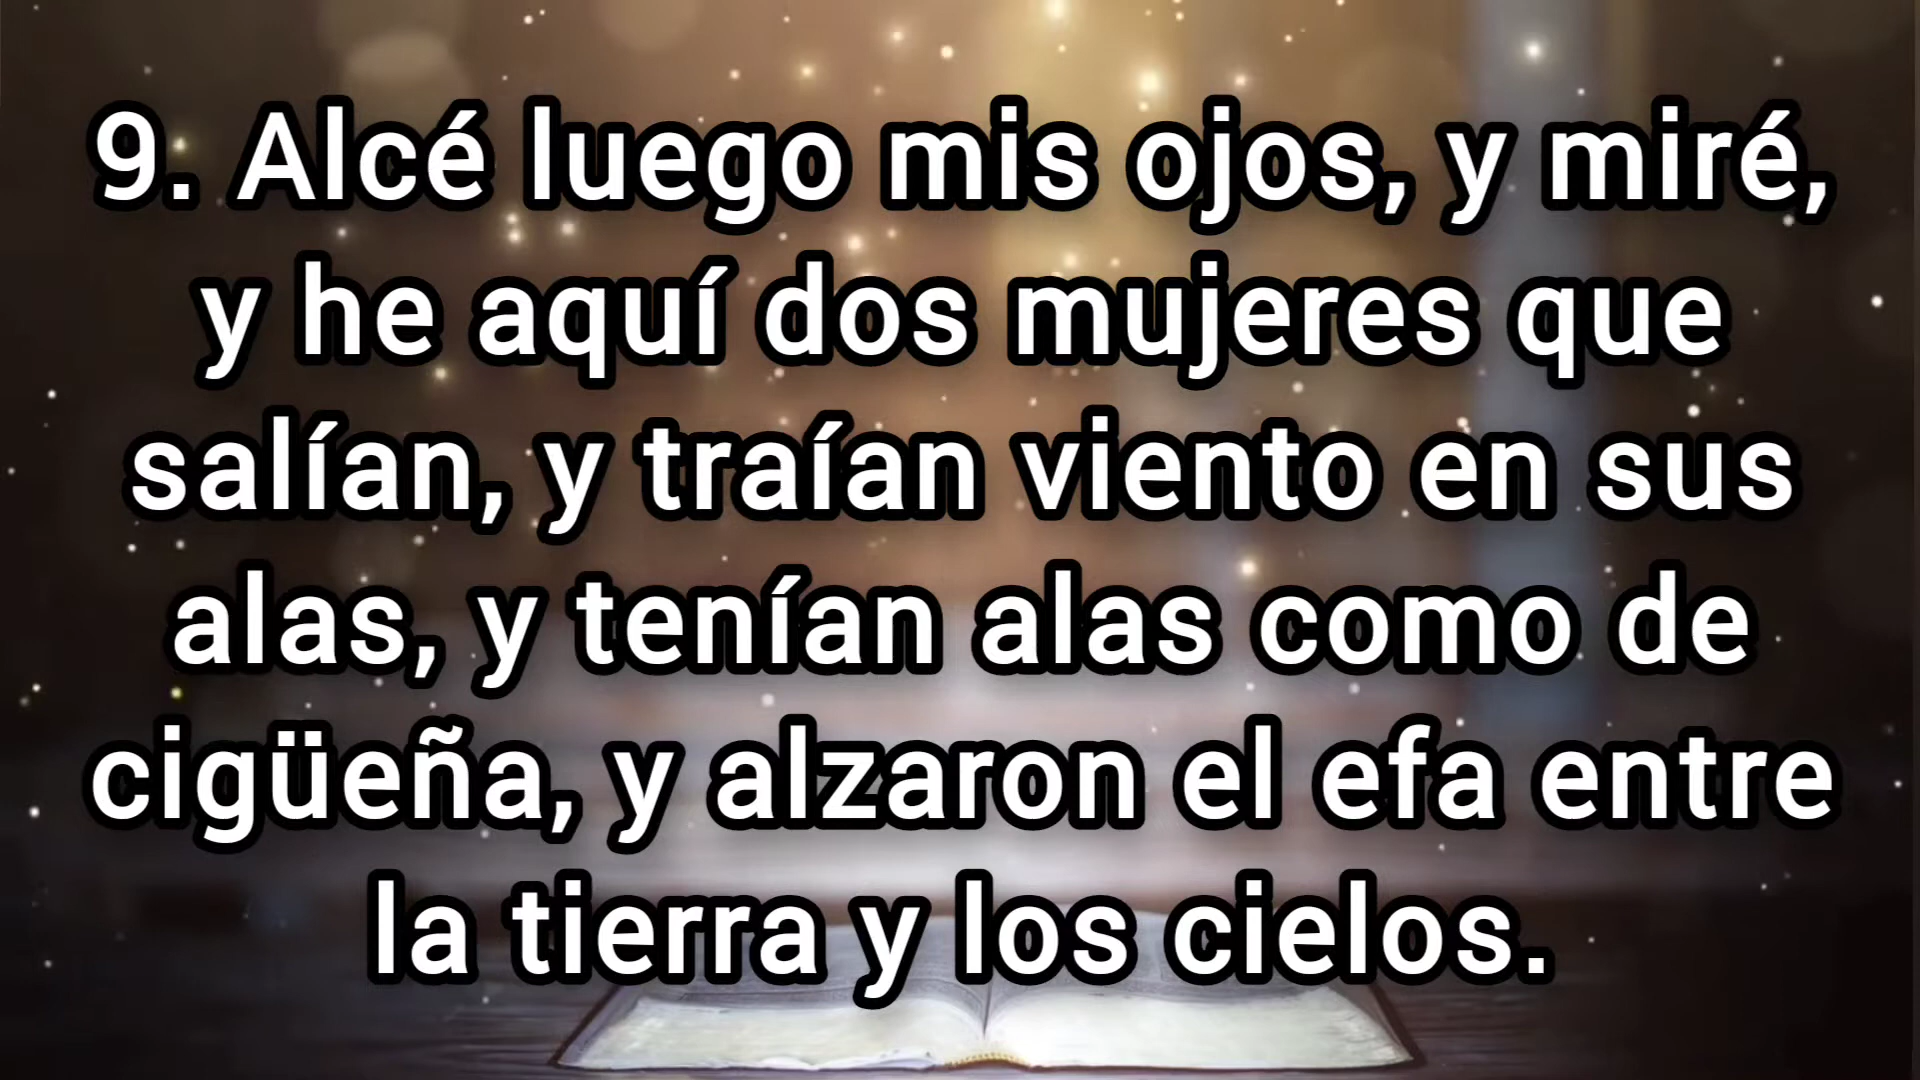 9. Alcé luego mis ojos, y miré,
y he aquí dos mujeres que
salían, y traían viento en sus
alas, y tenían alas como de
cigüeña, y alzaron el efa entre
la tierra y los cielos.